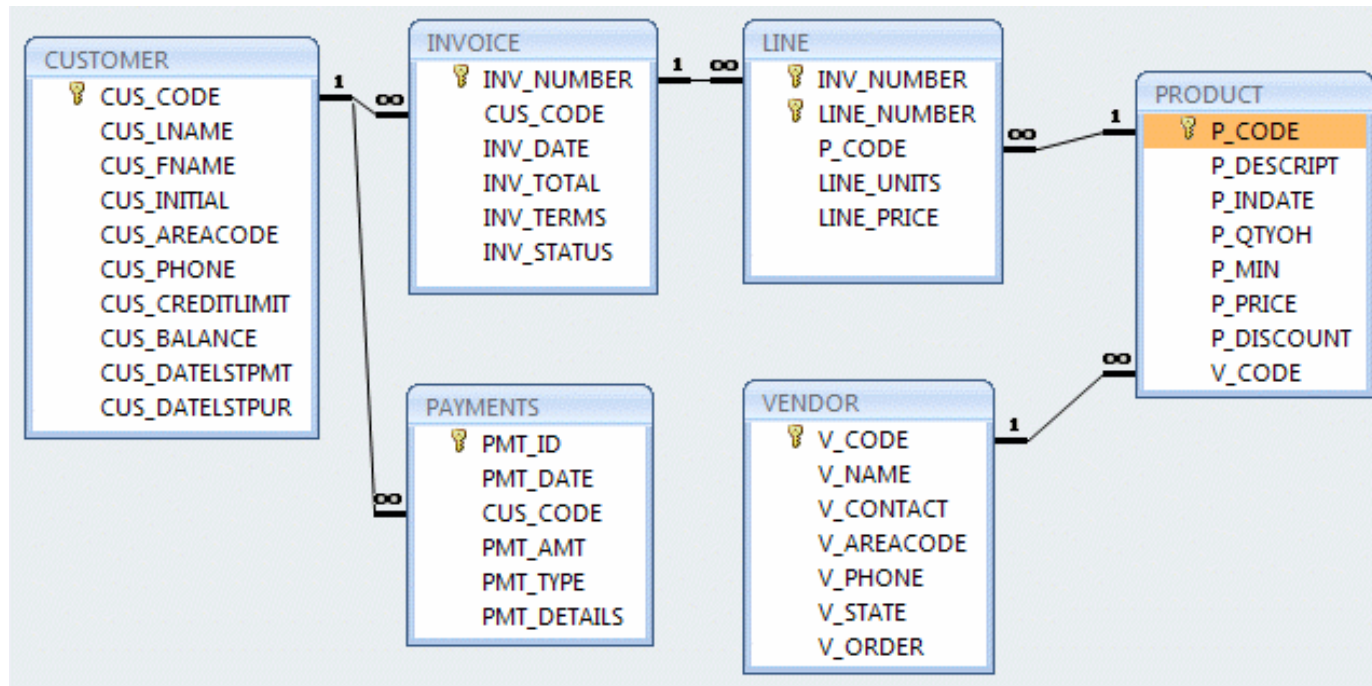 CUSTOMER
CUS_CODE
CUS_LNAME
CUS_FNAME
CUS_INITIAL
CUS_AREACODE
CUS_PHONE
CUS_CREDITLIMIT
CUS_BALANCE
CUS_DATELSTPMT
CUS_DATELSTPUR
1
∞
∞
INVOICE
INV_NUMBER
CUS_CODE
INV_DATE
INV_TOTAL
INV_TERMS
INV_STATUS
1
∞
LINE
INV_NUMBER
LINE_NUMBER
P_CODE
LINE_UNITS
LINE_PRICE
∞
1
PRODUCT
P_CODE
P_DESCRIPT
P_INDATE
P_QTYOH
P_MIN
P_PRICE
P_DISCOUNT
V_CODE
PAYMENTS
PMT_ID
PMT_DATE
CUS_CODE
PMT_AMT
PMT_TYPE
PMT_DETAILS
VENDOR
V_CODE
V_NAME
V_CONTACT
V_AREACODE
V_PHONE
V_STATE
V_ORDER
1
∞